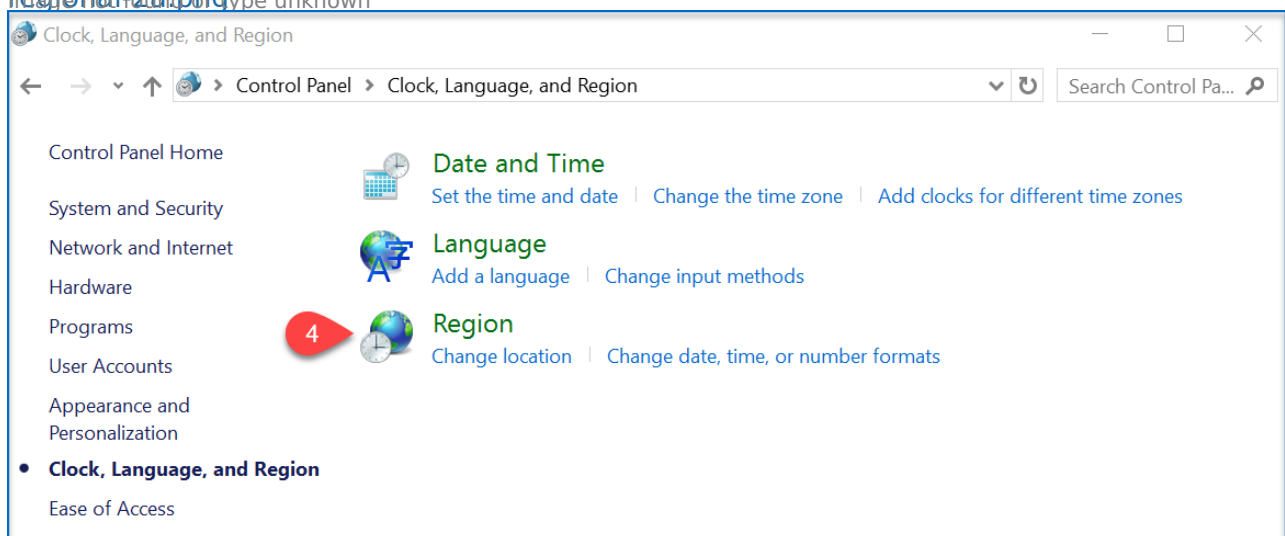 Clock, Language, and Region
Control Panel > Clock, Language, and Region
Search Control Pa...
Control Panel Home
System and Security
Network and Internet
Hardware
Programs
User Accounts
Appearance and
Personalization
Clock, Language, and Region
Ease of Access
Date and Time
Set the time and date
Change the time zone
Add clocks for different time zones
Language
Add a language
Change input methods
4
Region
Change location
Change date, time, or number formats